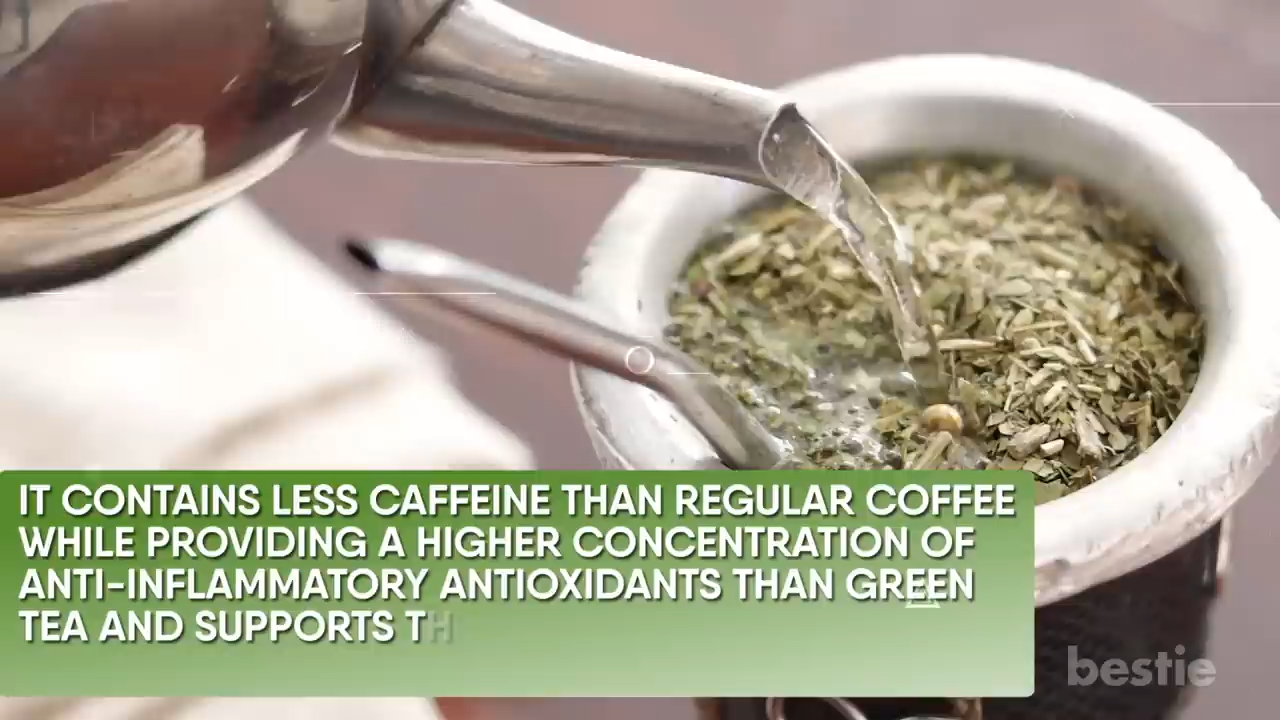 IT CONTAINS LESS CAFFEINE THAN REGULAR COFFEE
WHILE PROVIDING A HIGHER CONCENTRATION OF
ANTI-INFLAMMATORY ANTIOXIDANTS THAN GREEN
TEA AND SUPPORTS TH
bestie